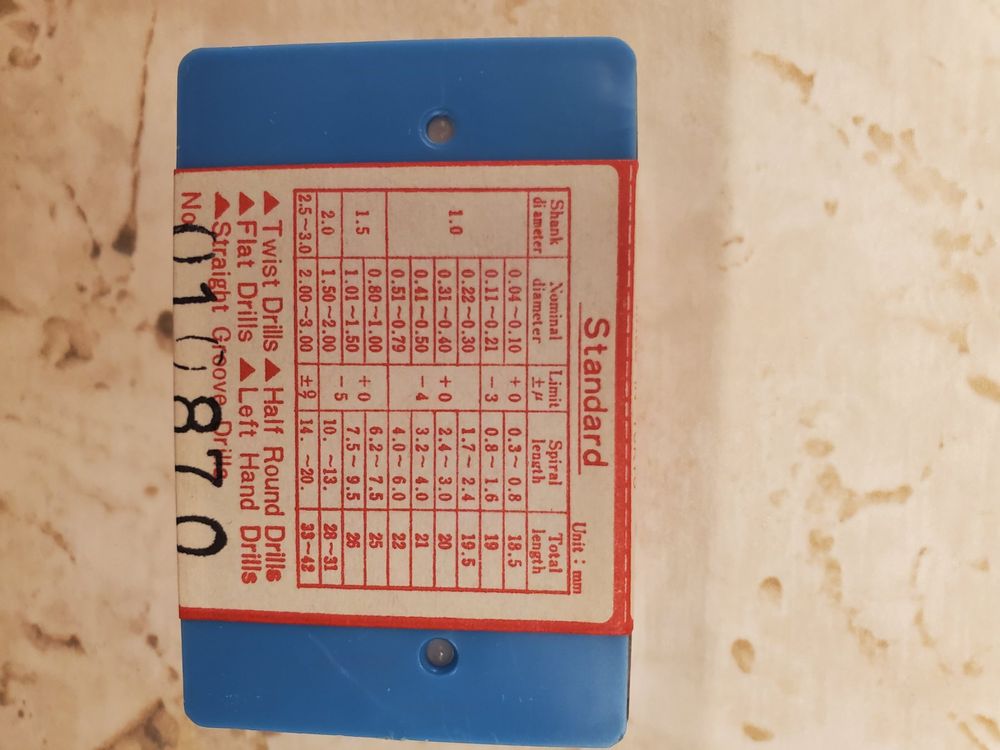 Standard
Unit : mm
Shank diameter Nominal diameter Limit ±μ Spiral length Total length
1.0 0.04~0.10 +0 0.3~0.8 18.5
0.11~0.21 -3 0.8~1.6 19
0.22~0.30 1.7~2.4 19.5
0.31~0.40 +0 2.4~3.0 20
0.41~0.50 -4 3.2~4.0 21
0.51~0.79 4.0~6.0 22
1.5 0.80~1.00 +0 6.2~7.5 25
1.01~1.50 -5 7.5~9.5 26
2.0 1.50~2.00 10. ~13. 28~31
2.5~3.0 2.00~3.00 14. ~20. 38~42
▲ Twist Drills ▲ Half Round Drills
▲ Flat Drills ▲ Left Hand Drills
▲ Straight Groove Drills
No